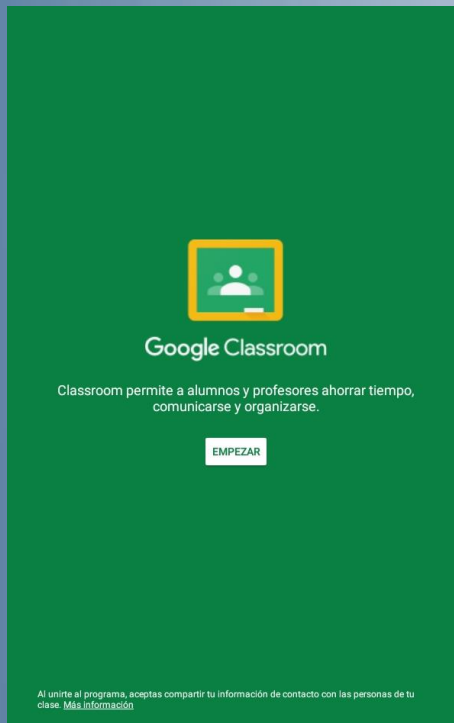 Google Classroom
Classroom permite a alumnos y profesores ahorrar tiempo,
comunicarse y organizarse.
EMPEZAR
Al unirte al programa, aceptas compartir tu información de contacto con las personas de tu
clase. Más información